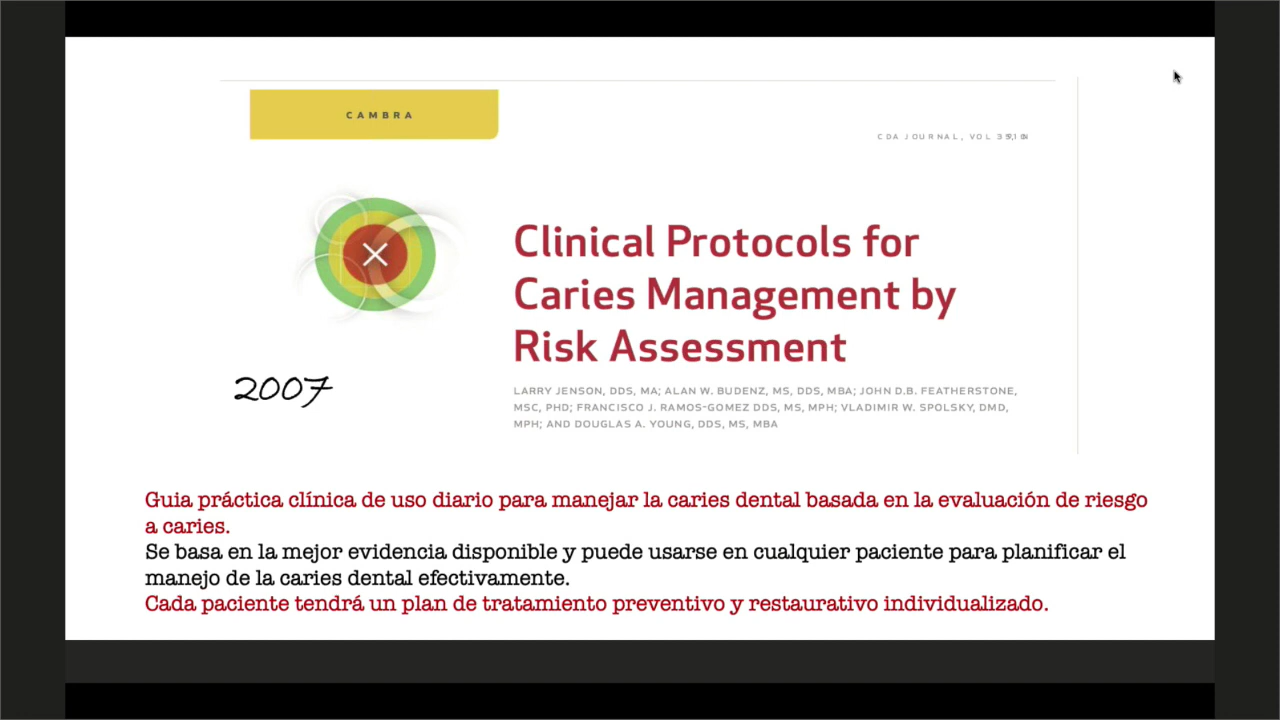 CAMBRA
CDA JOURNAL, VOL
Clinical Protocols for
Caries Management by
Risk Assessment
2007
LARRY JENSON, DDS, MA; ALAN W. BUDENZ, MS, DDS, MBA; JOHN D.B. FEATHERSTONE,
MSC, PHD; FRANCISCO J. RAMOS-GOMEZ DDS, MS, MPH; VLADIMIR W. SPOLSKY, DMD,
MPH; AND DOUGLAS A. YOUNG, DDS, MS, MBA
Guia práctica clínica de uso diario para manejar la caries dental basada en la evaluación de riesgo
a caries.
Se basa en la mejor evidencia disponible y puede usarse en cualquier paciente para planificar el
manejo de la caries dental efectivamente.
Cada paciente tendrá un plan de tratamiento preventivo y restaurativo individualizado.